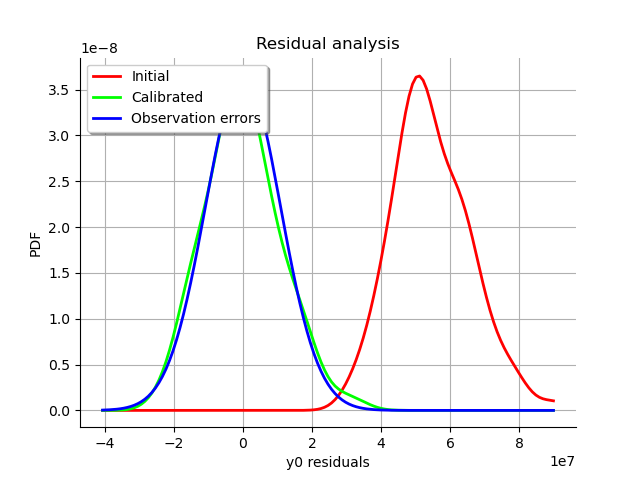 Residual analysis
1e−8
Initial
Calibrated
Observation errors
3.5
3.0
2.5
2.0
1.5
1.0
0.5
0.0
PDF
−4 −2 0 2 4 6 8
1e7
y0 residuals